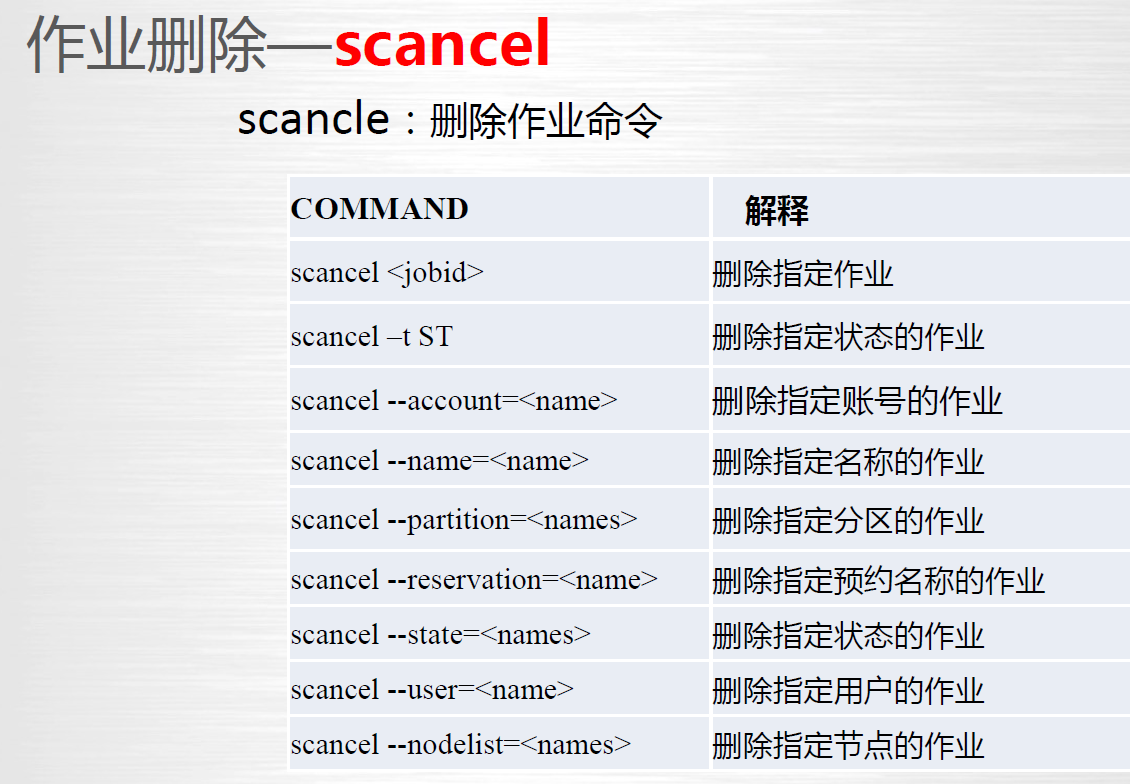 作业删除—scancel
scancle：删除作业命令
COMMAND 解释
scancel <jobid> 删除指定作业
scancel –t ST 删除指定状态的作业
scancel --account=<name> 删除指定账号的作业
scancel --name=<name> 删除指定名称的作业
scancel --partition=<names> 删除指定分区的作业
scancel --reservation=<name> 删除指定预约名称的作业
scancel --state=<names> 删除指定状态的作业
scancel --user=<name> 删除指定用户的作业
scancel --nodelist=<names> 删除指定节点的作业